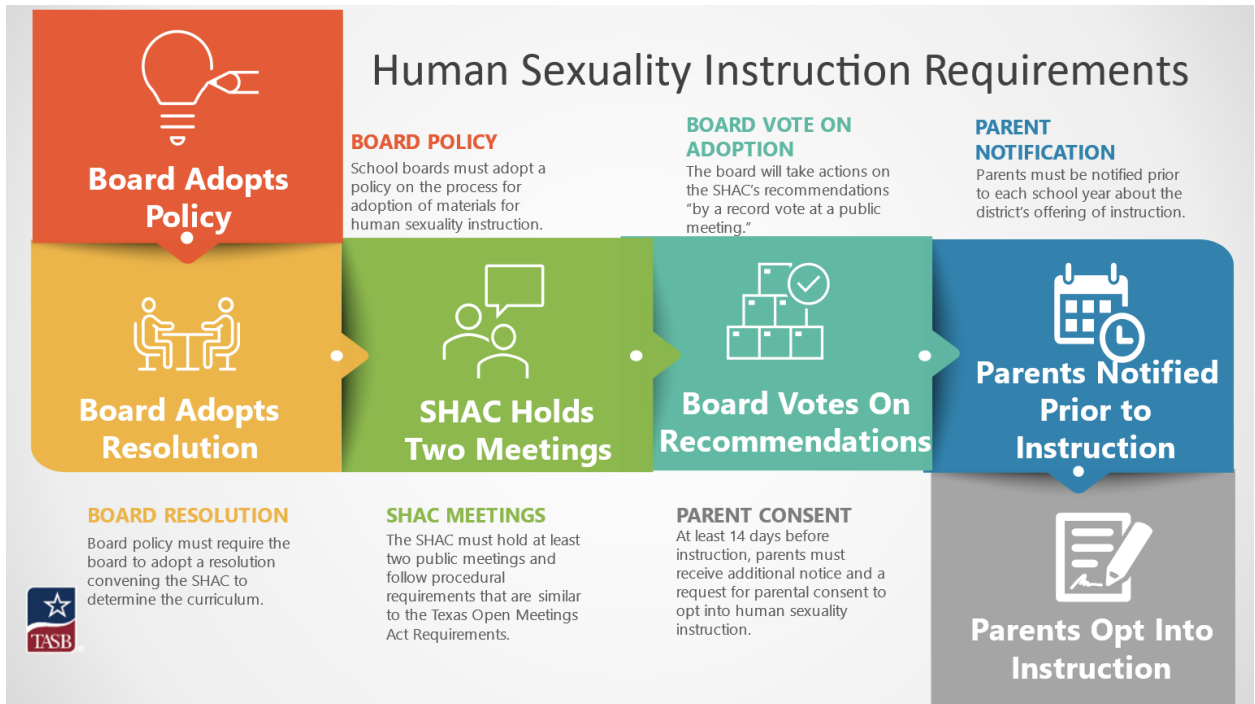 Human Sexuality Instruction Requirements
Board Adopts
Policy
BOARD POLICY
School boards must adopt a
policy on the process for
adoption of materials for
human sexuality instruction.
BOARD VOTE ON
ADOPTION
The board will take actions on
the SHAC's recommendations
“by a record vote at a public
meeting.”
PARENT
NOTIFICATION
Parents must be notified prior
to each school year about the
district's offering of instruction.
Board Adopts
Resolution
SHAC Holds
Two Meetings
Board Votes On
Recommendations
Parents Notified
Prior to
Instruction
BOARD RESOLUTION
Board policy must require the
board to adopt a resolution
convening the SHAC to
determine the curriculum.
SHAC MEETINGS
The SHAC must hold at least
two public meetings and
follow procedural
requirements that are similar
to the Texas Open Meetings
Act Requirements.
PARENT CONSENT
At least 14 days before
instruction, parents must
receive additional notice and a
request for parental consent to
opt into human sexuality
instruction.
Parents Opt Into
Instruction
TASB